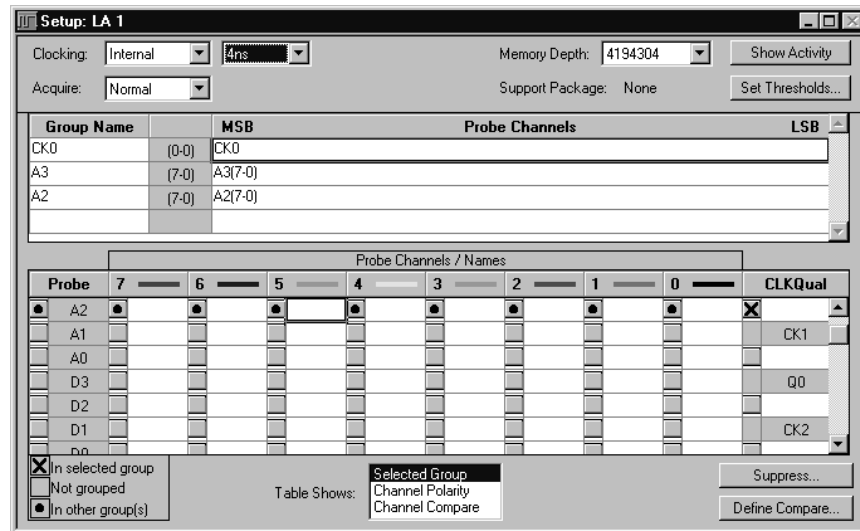 Setup: LA 1
Clocking: Internal 4ns Memory Depth: 4194304 Show Activity
Acquire: Normal Support Package: None Set Thresholds...
Group Name MSB Probe Channels LSB
CK0 (0-0) CK0
A3 (7-0) A3(7-0)
A2 (7-0) A2(7-0)
Probe Channels / Names
Probe 7 6 5 4 3 2 1 0 CLKQual
A2
A1 CK1
A0
D3 Q0
D2
D1 CK2
D0
In selected group
Not grouped
In other group(s)
Table Shows: Selected Group
Channel Polarity
Channel Compare
Suppress...
Define Compare...